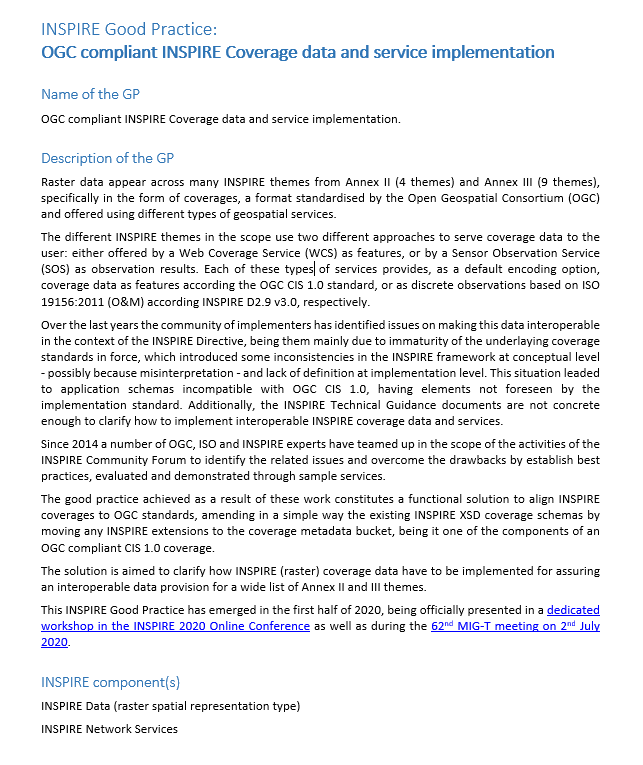 INSPIRE Good Practice:
OGC compliant INSPIRE Coverage data and service implementation
Name of the GP
OGC compliant INSPIRE Coverage data and service implementation.
Description of the GP
Raster data appear across many INSPIRE themes from Annex II (4 themes) and Annex III (9 themes),
specifically in the form of coverages, a format standardised by the Open Geospatial Consortium (OGC)
and offered using different types of geospatial services.
The different INSPIRE themes in the scope use two different approaches to serve coverage data to the
user: either offered by a Web Coverage Service (WCS) as features, or by a Sensor Observation Service
(SOS) as observation results. Each of these types of services provides, as a default encoding option,
coverage data as features according the OGC CIS 1.0 standard, or as discrete observations based on ISO
19156:2011 (O&M) according INSPIRE D2.9 v3.0, respectively.
Over the last years the community of implementers has identified issues on making this data interoperable
in the context of the INSPIRE Directive, being them mainly due to immaturity of the underlaying coverage
standards in force, which introduced some inconsistencies in the INSPIRE framework at conceptual level
- possibly because misinterpretation - and lack of definition at implementation level. This situation leaded
to application schemas incompatible with OGC CIS 1.0, having elements not foreseen by the
implementation standard. Additionally, the INSPIRE Technical Guidance documents are not concrete
enough to clarify how to implement interoperable INSPIRE coverage data and services.
Since 2014 a number of OGC, ISO and INSPIRE experts have teamed up in the scope of the activities of the
INSPIRE Community Forum to identify the related issues and overcome the drawbacks by establish best
practices, evaluated and demonstrated through sample services.
The good practice achieved as a result of these work constitutes a functional solution to align INSPIRE
coverages to OGC standards, amending in a simple way the existing INSPIRE XSD coverage schemas by
moving any INSPIRE extensions to the coverage metadata bucket, being it one of the components of an
OGC compliant CIS 1.0 coverage.
The solution is aimed to clarify how INSPIRE (raster) coverage data have to be implemented for assuring
an interoperable data provision for a wide list of Annex II and III themes.
This INSPIRE Good Practice has emerged in the first half of 2020, being officially presented in a dedicated
workshop in the INSPIRE 2020 Online Conference as well as during the 62nd MIG-T meeting on 2nd July
2020.
INSPIRE component(s)
INSPIRE Data (raster spatial representation type)
INSPIRE Network Services